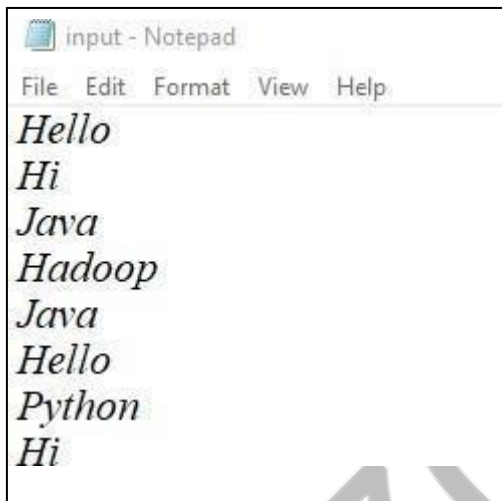 input - Notepad
File Edit Format View Help
Hello
Hi
Java
Hadoop
Java
Hello
Python
Hi